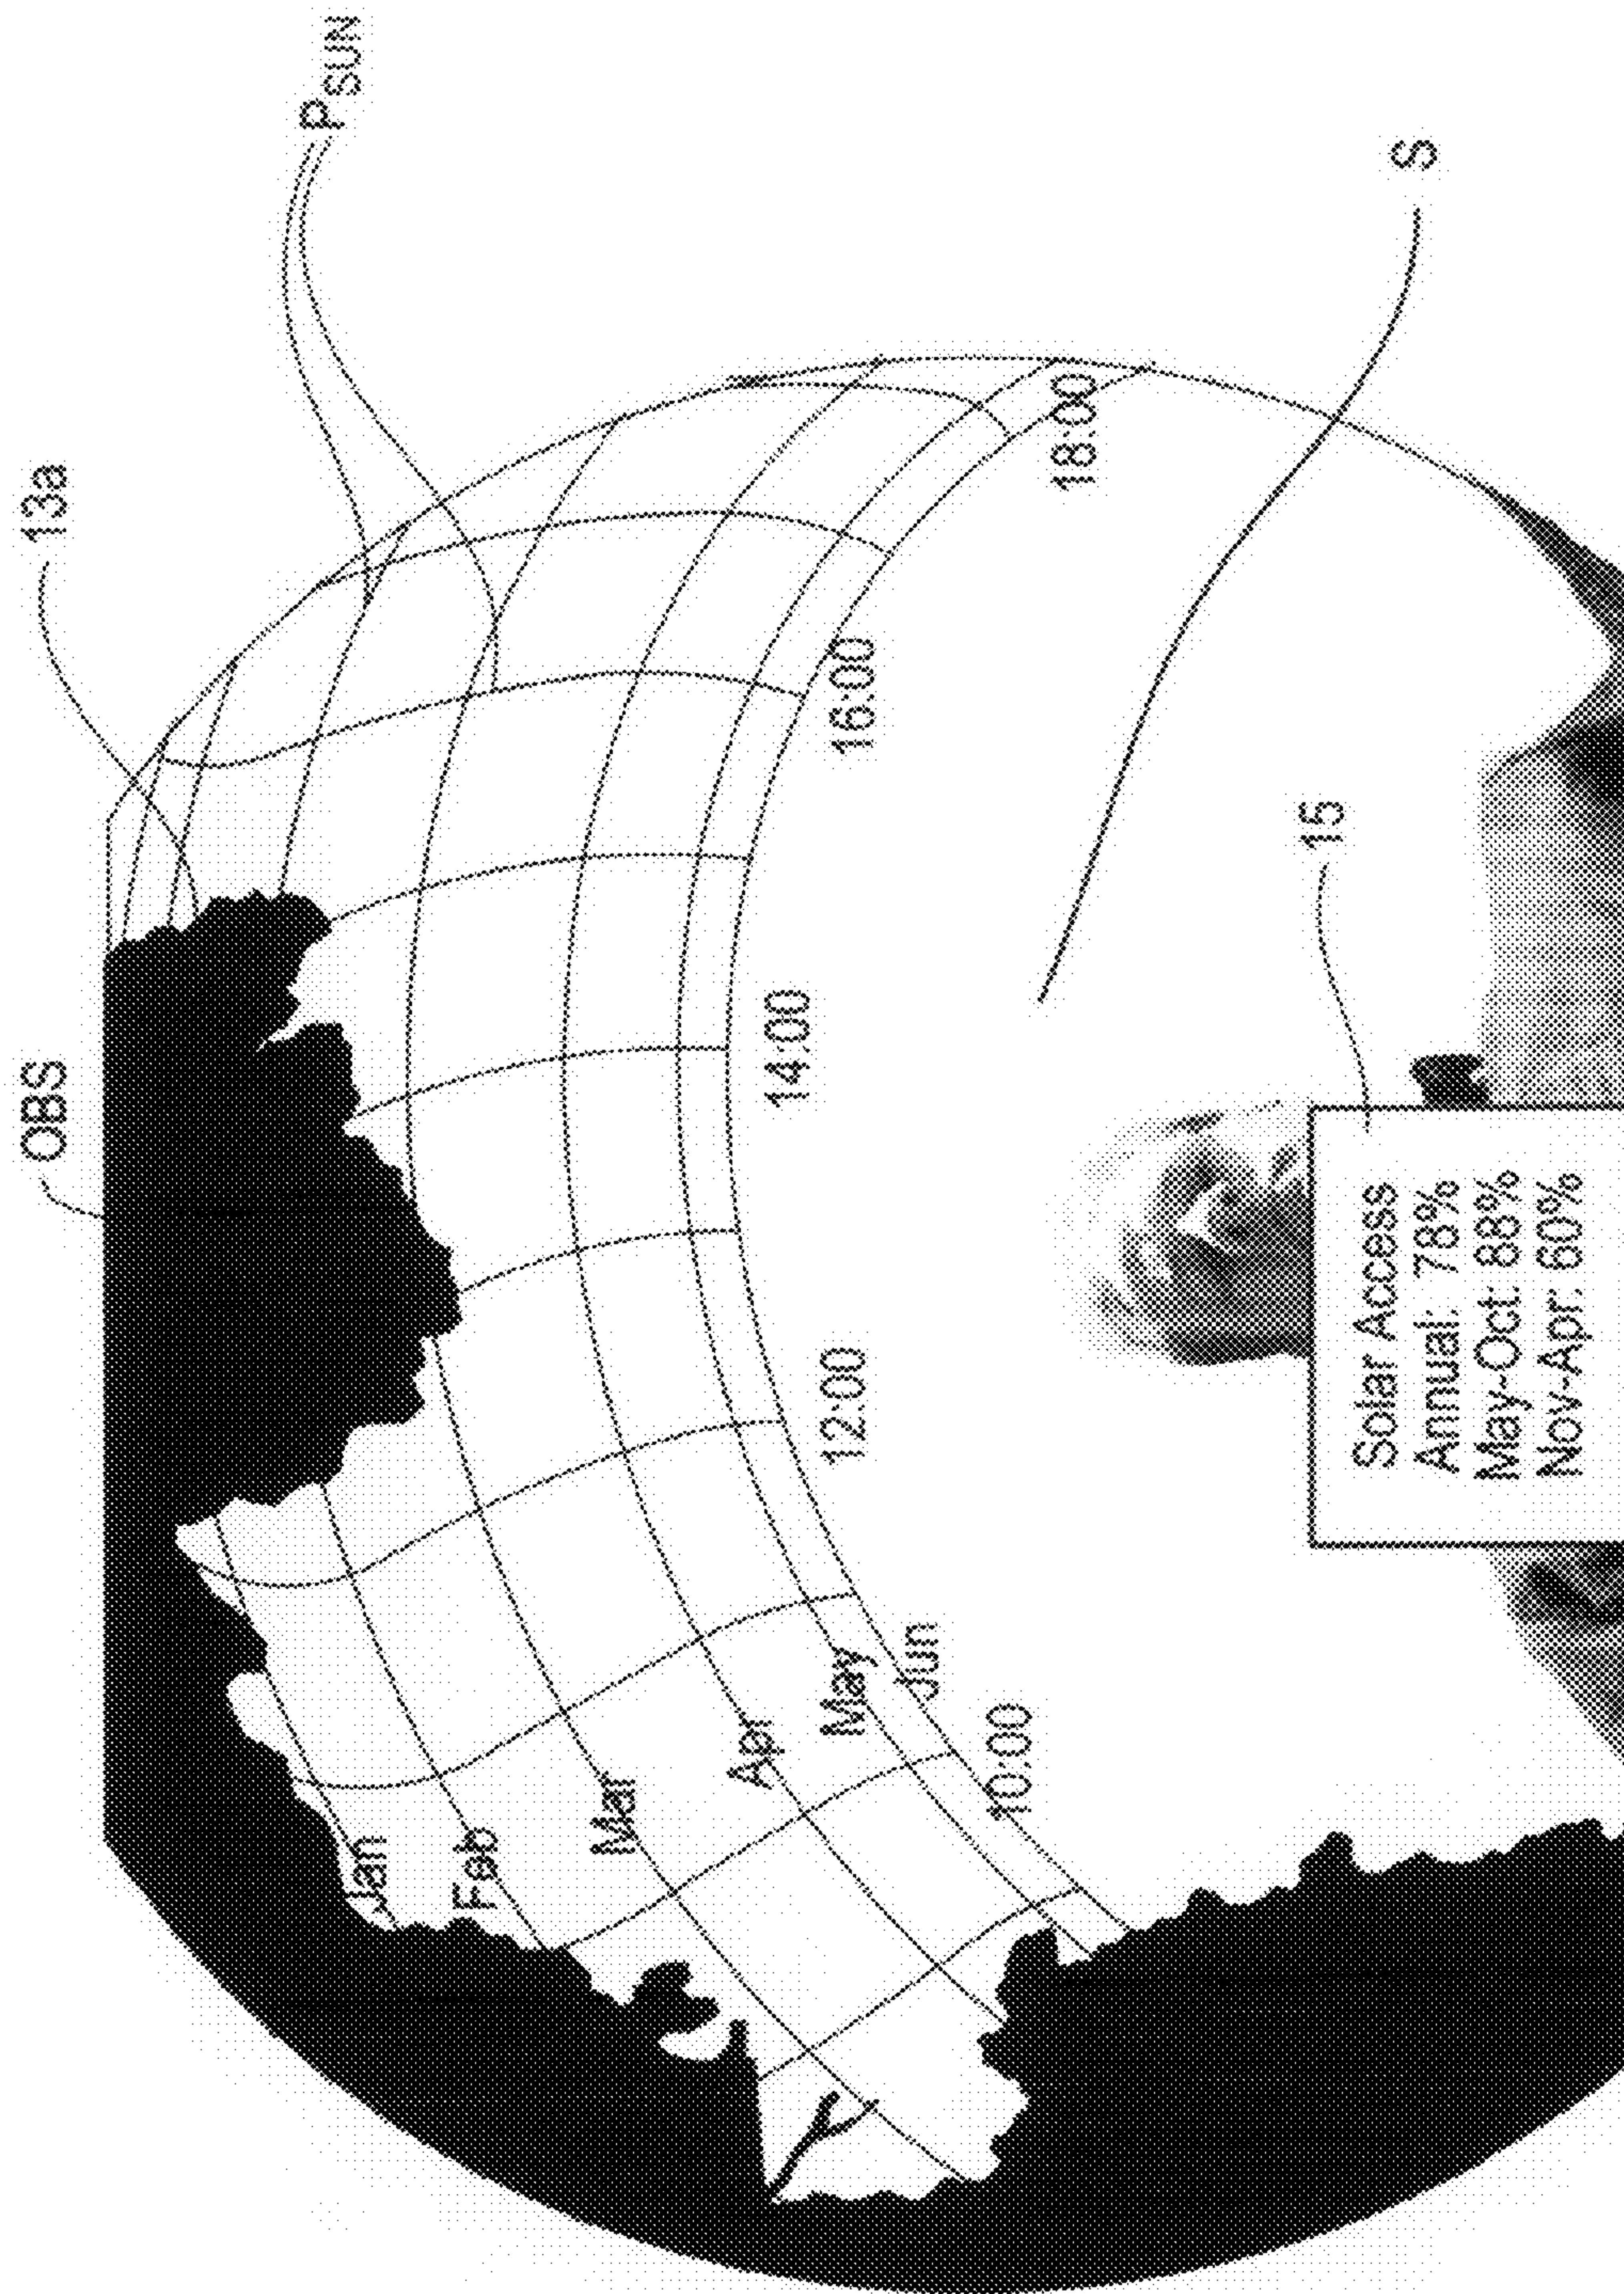 OBS
13a
PSUN
Jan
Feb
Mar
Apr
May
Jun
10:00
12:00
14:00
16:00
18:00
S
15
Solar Access
Annual: 78%
May-Oct: 88%
Nov-Apr: 60%